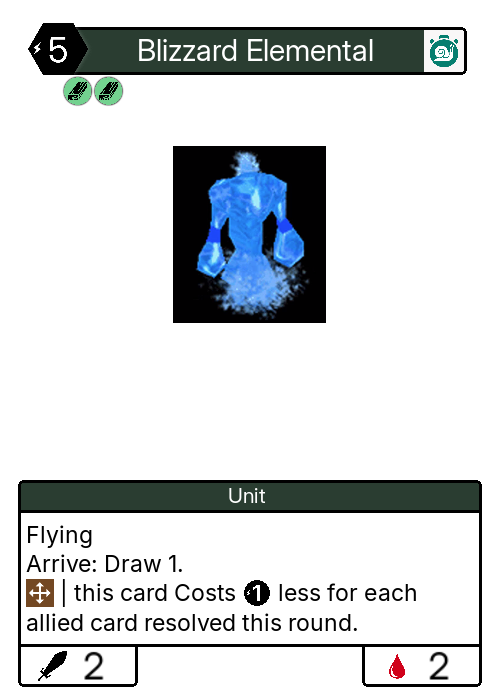 5 Blizzard Elemental
Unit
Flying
Arrive: Draw 1.
| this card Costs 1 less for each
allied card resolved this round.
2 2